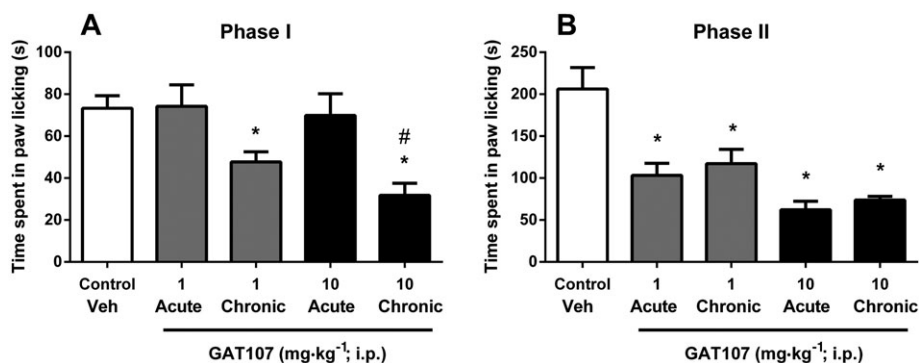 A
Phase I
Time spent in paw licking (s)
100
80
60
40
20
0
*
#
*
Control 1 1 10 10
Veh Acute Chronic Acute Chronic
GAT107 (mg·kg⁻¹; i.p.)
B
Phase II
Time spent in paw licking (s)
250
200
150
100
50
0
* * * *
Control 1 1 10 10
Veh Acute Chronic Acute Chronic
GAT107 (mg·kg⁻¹; i.p.)